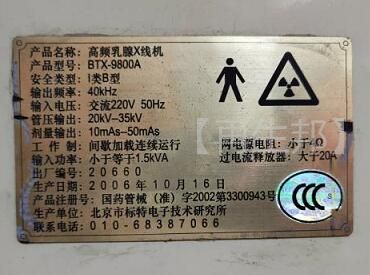 产品名称：高频乳腺X线机
产品型号：BTX-9800A
安全类型：I类B型
输出频率：40kHz
输入电压：交流220V 50Hz
管压输出：20kV—35kV
剂量输出：10mAs—50mAs
工 作 制：间歇加载连续运行 网电源电阻：小于4Ω
输入功率：小于等于1.5kVA 过电流释放器：大于20A
出厂编号：20660
生产日期：2006年10月16日
产品注册号：国药管械（准）字2002第3300943号
生产单位：北京市标特电子技术研究所
联系电话：010-68387066
CCC